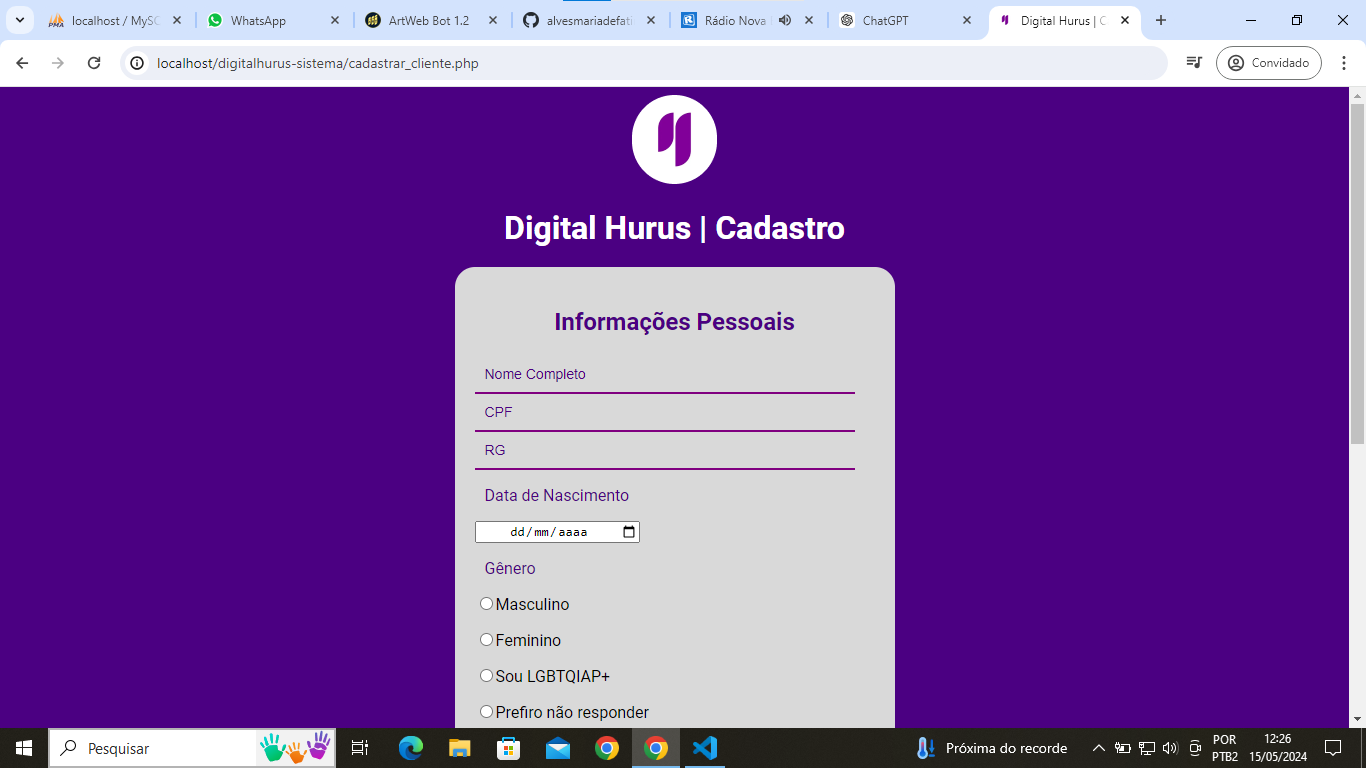 localhost / MySC
WhatsApp
ArtWeb Bot 1.2
alvesmariadefati
Rádio Nova
ChatGPT
Digital Hurus | C
localhost/digitalhurus-sistema/cadastrar_cliente.php
Convidado
Digital Hurus | Cadastro
Informações Pessoais
Nome Completo
CPF
RG
Data de Nascimento
dd/mm/aaaa
Gênero
Masculino
Feminino
Sou LGBTQIAP+
Prefiro não responder
Pesquisar
Próxima do recorde
POR
PTB2
12:26
15/05/2024